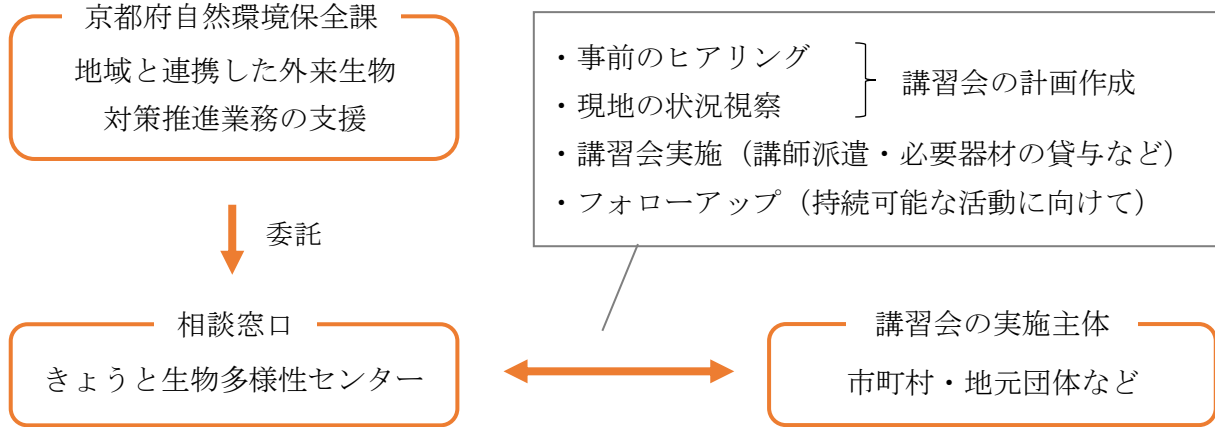 京都府自然環境保全課
地域と連携した外来生物
対策推進業務の支援
委託
相談窓口
きょうと生物多様性センター
・事前のヒアリング
・現地の状況視察
講習会の計画作成
・講習会実施（講師派遣・必要器材の貸与など）
・フォローアップ（持続可能な活動に向けて）
講習会の実施主体
市町村・地元団体など